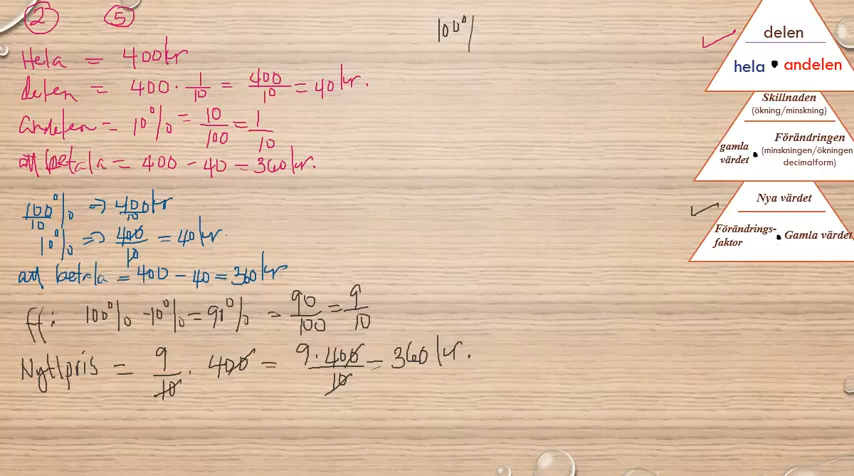 2 5
Hela = 400kr
delen = 400 · 1/10 = 400/10 = 40kr.
andelen = 10% = 10/100 = 1/10
att betala = 400 - 40 = 360kr.
100%/10 => 400kr/10
10% => 400/10 = 40kr.
att betala = 400 - 40 = 360kr
ff: 100% - 10% = 90% = 90/100 = 9/10
Nyttpris = 9/10 · 400 = 9·400/10 = 360kr.
100%
delen
hela · andelen
Skillnaden
(ökning/minskning)
gamla värdet · Förändringen
(minskningen/ökningen
decimalform)
Nya värdet
Förändrings-
faktor · Gamla värdet